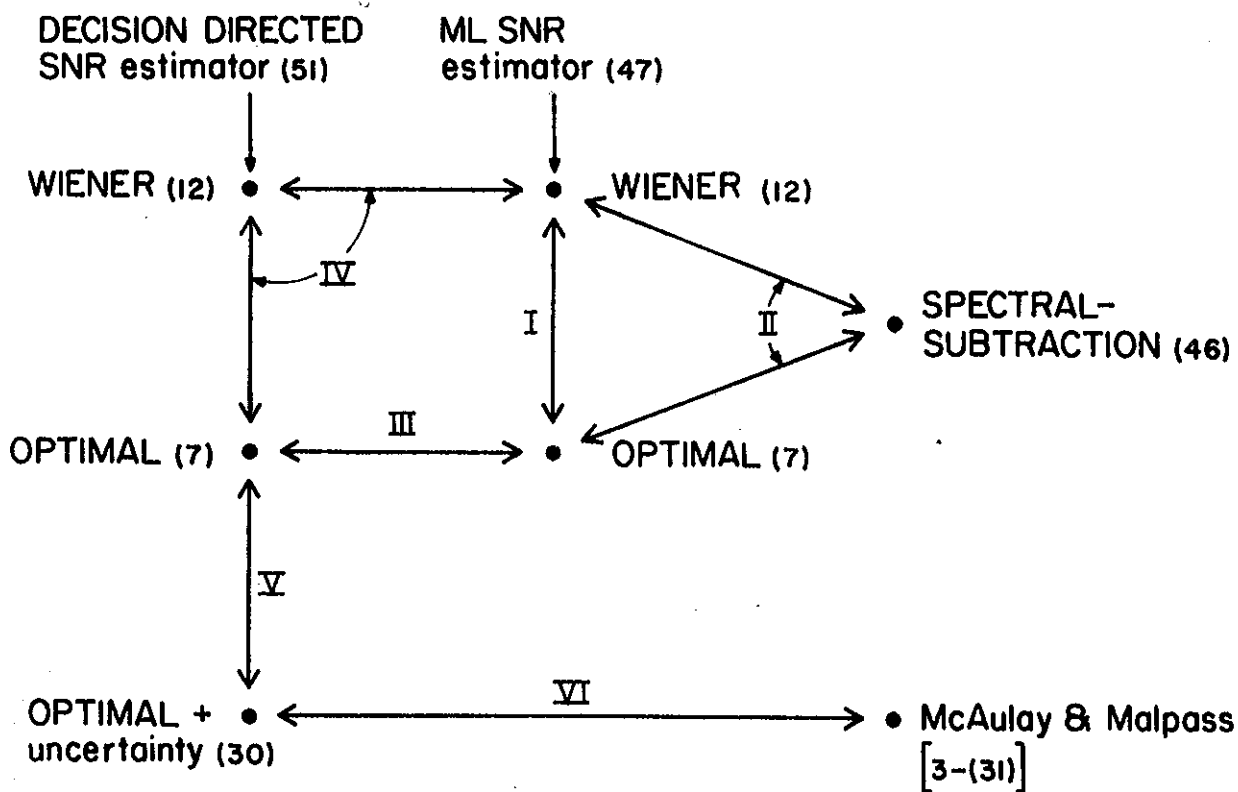 DECISION DIRECTED
SNR estimator (51)
ML SNR
estimator (47)
WIENER (12)
WIENER (12)
IV
I
II
SPECTRAL-
SUBTRACTION (46)
OPTIMAL (7)
III
OPTIMAL (7)
V
OPTIMAL +
uncertainty (30)
VI
McAulay & Malpass
[3-(31)]